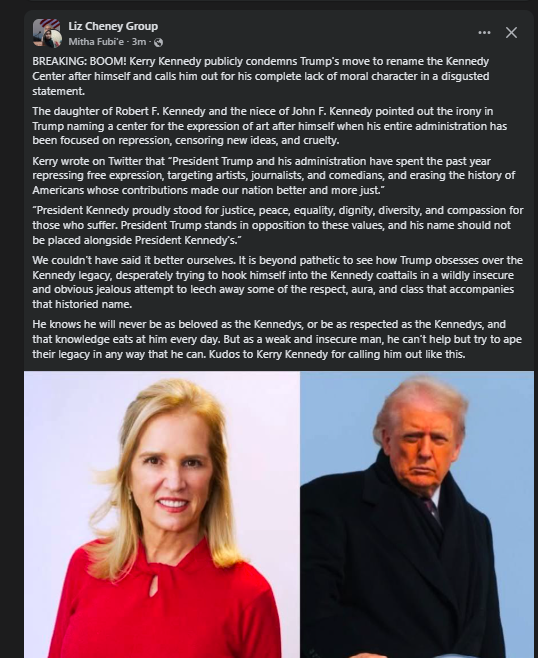 Liz Cheney Group
Mitha Fubi'e · 3m ·
BREAKING: BOOM! Kerry Kennedy publicly condemns Trump's move to rename the Kennedy
Center after himself and calls him out for his complete lack of moral character in a disgusted
statement.
The daughter of Robert F. Kennedy and the niece of John F. Kennedy pointed out the irony in
Trump naming a center for the expression of art after himself when his entire administration has
been focused on repression, censoring new ideas, and cruelty.
Kerry wrote on Twitter that “President Trump and his administration have spent the past year
repressing free expression, targeting artists, journalists, and comedians, and erasing the history of
Americans whose contributions made our nation better and more just.”
“President Kennedy proudly stood for justice, peace, equality, dignity, diversity, and compassion for
those who suffer. President Trump stands in opposition to these values, and his name should not
be placed alongside President Kennedy's.”
We couldn't have said it better ourselves. It is beyond pathetic to see how Trump obsesses over the
Kennedy legacy, desperately trying to hook himself into the Kennedy coattails in a wildly insecure
and obvious jealous attempt to leech away some of the respect, aura, and class that accompanies
that historied name.
He knows he will never be as beloved as the Kennedys, or be as respected as the Kennedys, and
that knowledge eats at him every day. But as a weak and insecure man, he can't help but try to ape
their legacy in any way that he can. Kudos to Kerry Kennedy for calling him out like this.